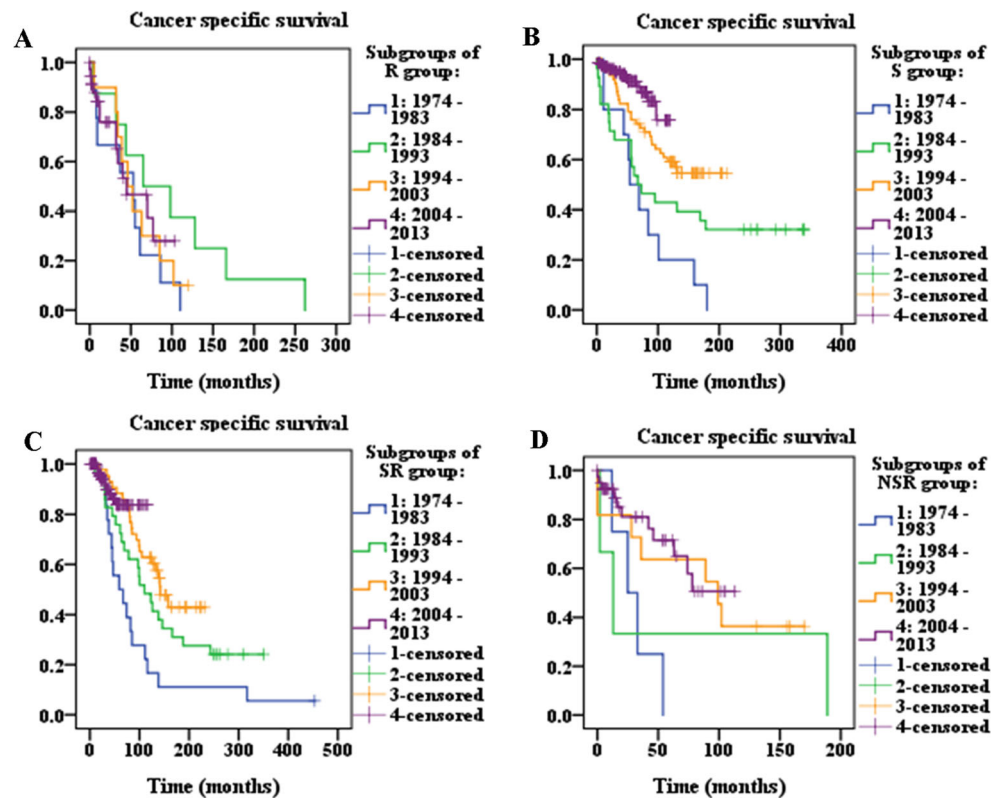 A
Cancer specific survival
1.0
0.8
0.6
0.4
0.2
0.0
0 50 100 150 200 250 300
Time (months)
Subgroups of
R group:
1: 1974 -
1983
2: 1984 -
1993
3: 1994 -
2003
4: 2004 -
2013
1-censored
2-censored
3-censored
4-censored
B
Cancer specific survival
1.0
0.8
0.6
0.4
0.2
0.0
0 100 200 300 400
Time (months)
Subgroups of
S group:
1: 1974 -
1983
2: 1984 -
1993
3: 1994 -
2003
4: 2004 -
2013
1-censored
2-censored
3-censored
4-censored
C
Cancer specific survival
1.0
0.8
0.6
0.4
0.2
0.0
0 100 200 300 400 500
Time (months)
Subgroups of
SR group:
1: 1974 -
1983
2: 1984 -
1993
3: 1994 -
2003
4: 2004 -
2013
1-censored
2-censored
3-censored
4-censored
D
Cancer specific survival
1.0
0.8
0.6
0.4
0.2
0.0
0 50 100 150 200
Time (months)
Subgroups of
NSR group:
1: 1974 -
1983
2: 1984 -
1993
3: 1994 -
2003
4: 2004 -
2013
1-censored
2-censored
3-censored
4-censored